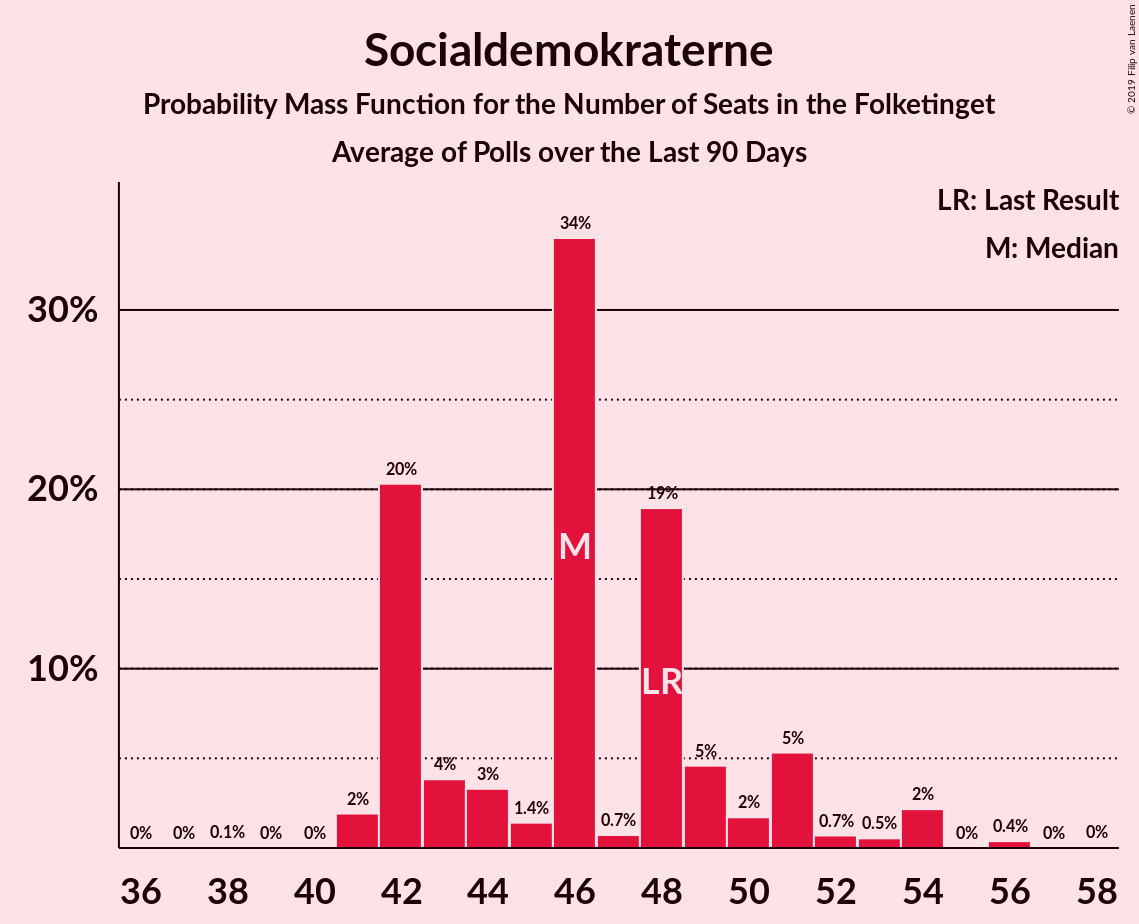 Socialdemokraterne
Probability Mass Function for the Number of Seats in the Folketinget
Average of Polls over the Last 90 Days
© 2019 Filip van Laenen
LR: Last Result
M: Median
30%
20%
10%
0% 0% 0.1% 0% 0% 2% 20% 4% 3% 1.4% 34% 0.7% 19% 5% 2% 5% 0.7% 0.5% 2% 0% 0.4% 0% 0%
M
LR
36 38 40 42 44 46 48 50 52 54 56 58